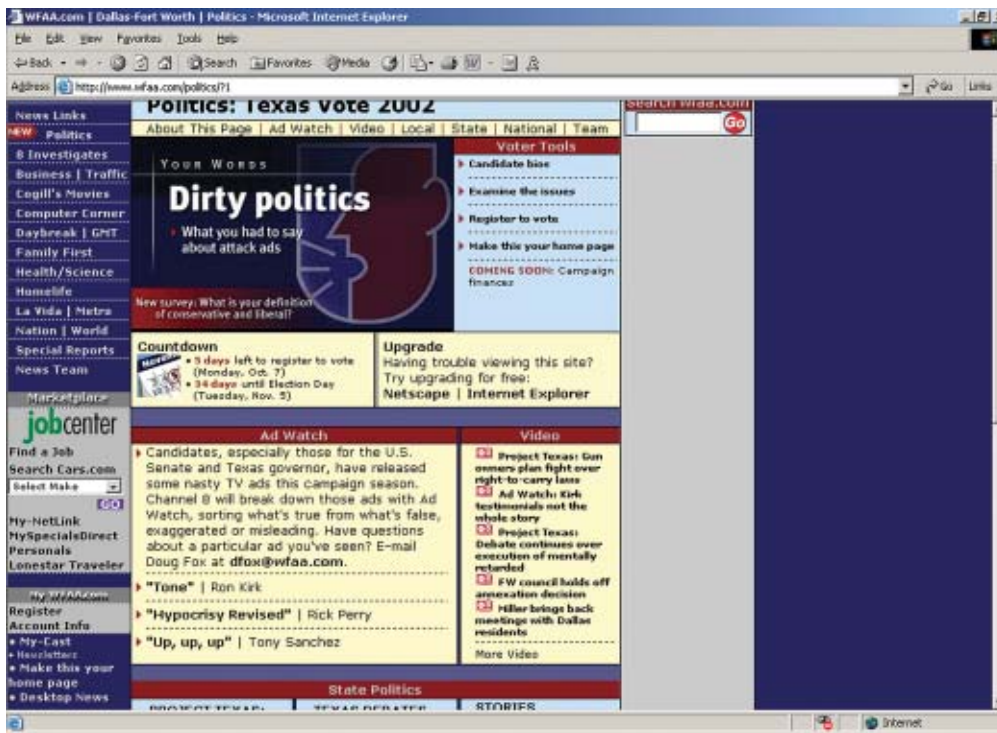 WFAA.com | Dallas-Fort Worth | Politics - Microsoft Internet Explorer
File Edit View Favorites Tools Help
Back Search Favorites Media
Address http://www.wfaa.com/politics/?1 Go Links
News Links
NEW Politics
8 Investigates
Business | Traffic
Cogill's Movies
Computer Corner
Daybreak | GMT
Family First
Health/Science
Homelife
La Vida | Metro
Nation | World
Special Reports
News Team
Marketplace
jobcenter
Find a Job
Search Cars.com
Select Make
GO
My-NetLink
MySpecialsDirect
Personals
Lonestar Traveler
My WFAA.com
Register
Account Info
• My-Cast
• Newsletters
• Make this your
home page
• Desktop News
Politics: Texas Vote 2002
About This Page | Ad Watch | Video | Local | State | National | Team
YOUR WORDS
Dirty politics
What you had to say
about attack ads
New survey: What is your definition
of conservative and liberal?
Voter Tools
Candidate bios
Examine the issues
Register to vote
Make this your home page
COMING SOON: Campaign
finances
Search wfaa.com
Go
Countdown
• 3 days left to register to vote
(Monday, Oct. 7)
• 34 days until Election Day
(Tuesday, Nov. 5)
Upgrade
Having trouble viewing this site?
Try upgrading for free:
Netscape | Internet Explorer
Ad Watch
Candidates, especially those for the U.S.
Senate and Texas governor, have released
some nasty TV ads this campaign season.
Channel 8 will break down those ads with Ad
Watch, sorting what's true from what's false,
exaggerated or misleading. Have questions
about a particular ad you've seen? E-mail
Doug Fox at dfox@wfaa.com.
"Tone" | Ron Kirk
"Hypocrisy Revised" | Rick Perry
"Up, up, up" | Tony Sanchez
Video
Project Texas: Gun
owners plan fight over
right-to-carry laws
Ad Watch: Kirk
testimonials not the
whole story
Project Texas:
Debate continues over
execution of mentally
retarded
FW council holds off
annexation decision
Miller brings back
meetings with Dallas
residents
More Video
State Politics
PROJECT TEXAS:
TEXAS DEBATES
STORIES
Internet